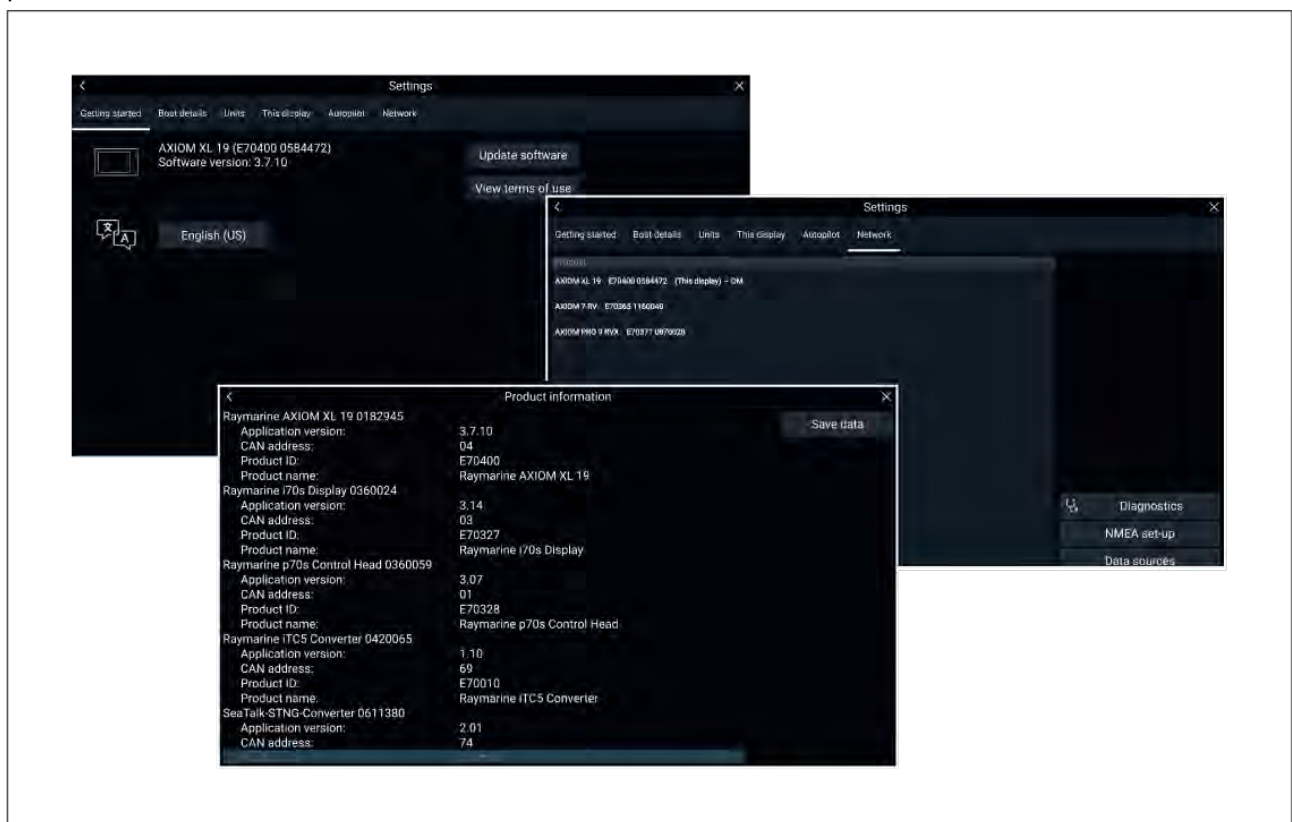 Settings
Getting started Boat details Units This display Autopilot Network
AXIOM XL 19 (E70400 0584472)
Software version: 3.7.10
Update software
View terms of use
English (US)
Settings
Getting started Boat details Units This display Autopilot Network
AXIOM XL 19 E70400 0584472 (This display) – DM
AXIOM 7 RV E70365 1160040
AXIOM PRO 9 RVX E70371 0970028
Diagnostics
NMEA set-up
Data sources
Product information
Save data
Raymarine AXIOM XL 19 0182945
Application version: 3.7.10
CAN address: 04
Product ID: E70400
Product name: Raymarine AXIOM XL 19
Raymarine i70s Display 0360024
Application version: 3.14
CAN address: 03
Product ID: E70327
Product name: Raymarine i70s Display
Raymarine p70s Control Head 0360059
Application version: 3.07
CAN address: 01
Product ID: E70328
Product name: Raymarine p70s Control Head
Raymarine iTC5 Converter 0420065
Application version: 1.10
CAN address: 69
Product ID: E70010
Product name: Raymarine iTC5 Converter
SeaTalk-STNG-Converter 0611380
Application version: 2.01
CAN address: 74